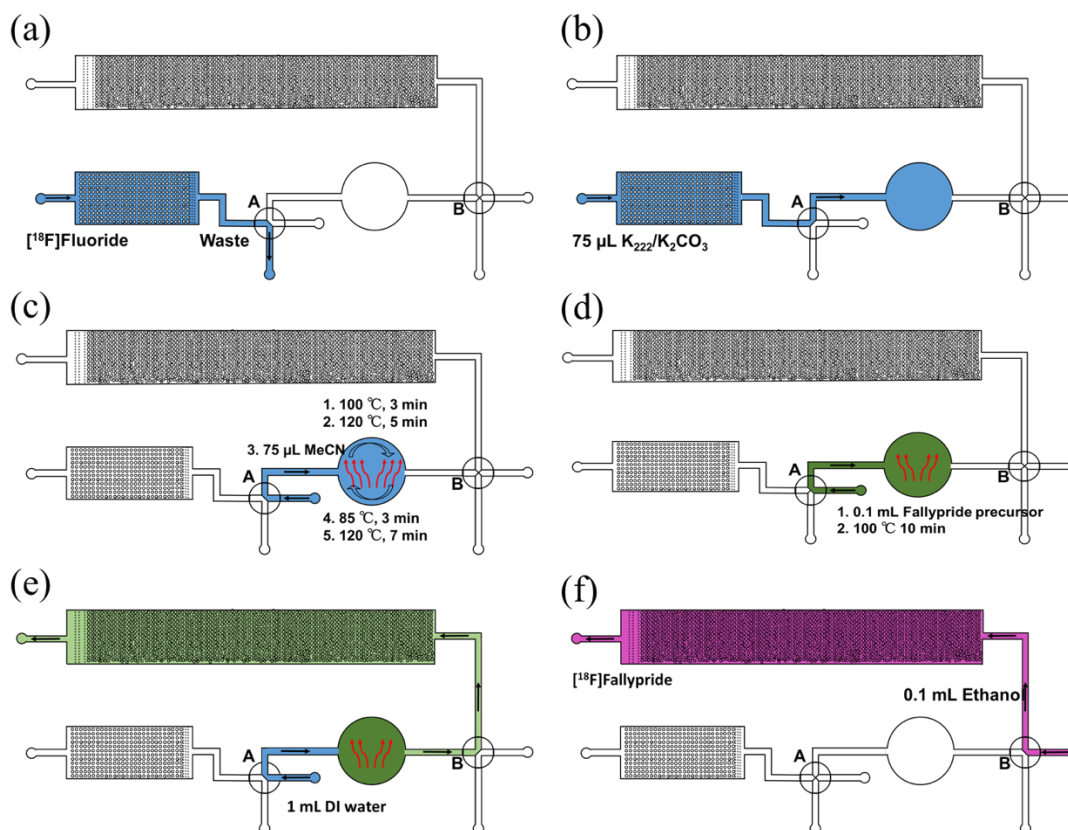 (a)
A
B
[¹⁸F]Fluoride
Waste
(b)
A
B
75 µL K₂₂₂/K₂CO₃
(c)
1. 100 ℃, 3 min
2. 120 ℃, 5 min
3. 75 µL MeCN
A
B
4. 85 ℃, 3 min
5. 120 ℃, 7 min
(d)
A
B
1. 0.1 mL Fallypride precursor
2. 100 ℃ 10 min
(e)
A
B
1 mL DI water
(f)
[¹⁸F]Fallypride
0.1 mL Ethanol
A
B